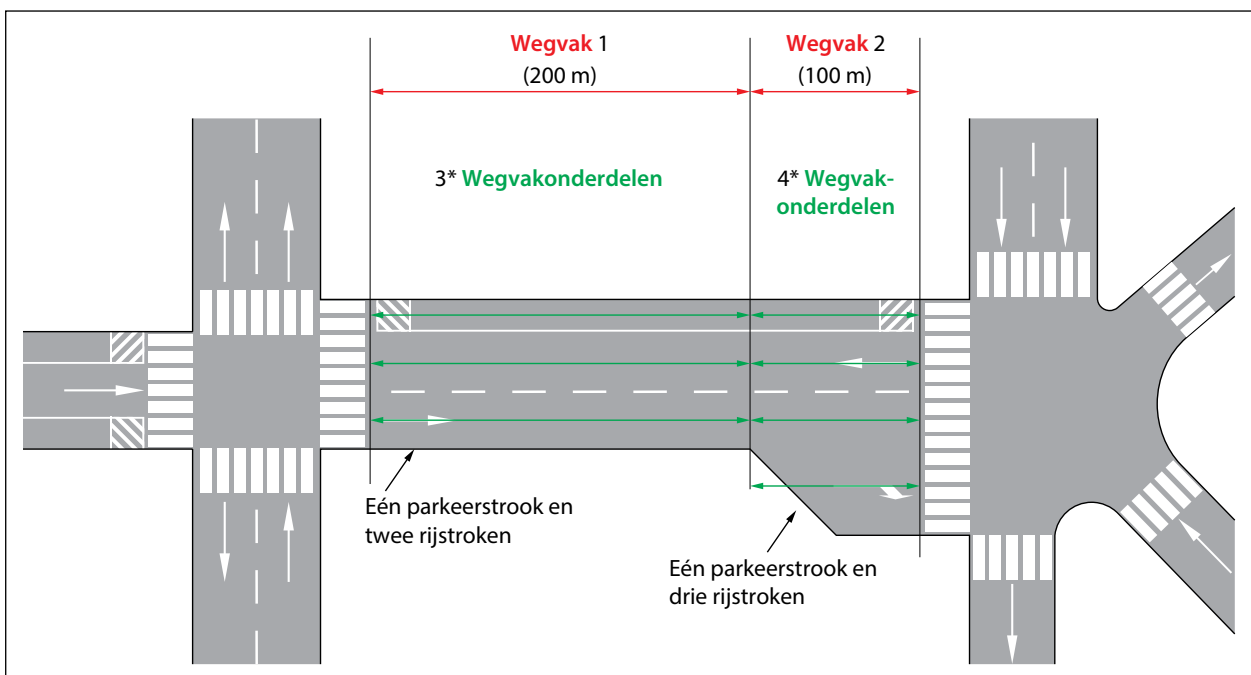 Wegvak 1
(200 m)
Wegvak 2
(100 m)
3* Wegvakonderdelen
4* Wegvak-
onderdelen
Eén parkeerstrook en
twee rijstroken
Eén parkeerstrook en
drie rijstroken